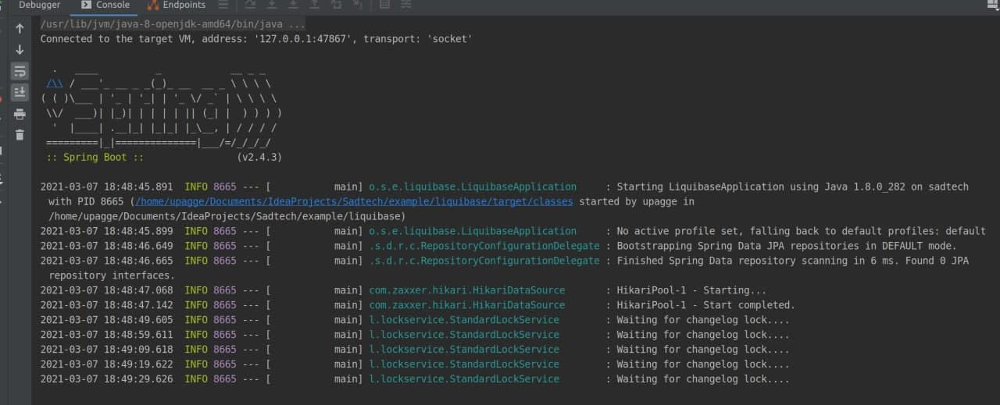 Debugger Console Endpoints
/usr/lib/jvm/java-8-openjdk-amd64/bin/java ...
Connected to the target VM, address: '127.0.0.1:47867', transport: 'socket'
  .   ____          _            __ _ _
 /\\ / ___'_ __ _ _(_)_ __  __ _ \ \ \ \
( ( )\___ | '_ | '_| | '_ \/ _` | \ \ \ \
 \\/  ___)| |_)| | | | | || (_| |  ) ) ) )
  '  |____| .__|_| |_|_| |_\__, | / / / /
 =========|_|==============|___/=/_/_/_/
 :: Spring Boot ::                (v2.4.3)
2021-03-07 18:48:45.891  INFO 8665 --- [           main] o.s.e.liquibase.LiquibaseApplication     : Starting LiquibaseApplication using Java 1.8.0_282 on sadtech
with PID 8665 (/home/upagge/Documents/IdeaProjects/Sadtech/example/liquibase/target/classes started by upagge in
/home/upagge/Documents/IdeaProjects/Sadtech/example/liquibase)
2021-03-07 18:48:45.899  INFO 8665 --- [           main] o.s.e.liquibase.LiquibaseApplication     : No active profile set, falling back to default profiles: default
2021-03-07 18:48:46.649  INFO 8665 --- [           main] .s.d.r.c.RepositoryConfigurationDelegate : Bootstrapping Spring Data JPA repositories in DEFAULT mode.
2021-03-07 18:48:46.665  INFO 8665 --- [           main] .s.d.r.c.RepositoryConfigurationDelegate : Finished Spring Data repository scanning in 6 ms. Found 0 JPA
repository interfaces.
2021-03-07 18:48:47.068  INFO 8665 --- [           main] com.zaxxer.hikari.HikariDataSource       : HikariPool-1 - Starting...
2021-03-07 18:48:47.142  INFO 8665 --- [           main] com.zaxxer.hikari.HikariDataSource       : HikariPool-1 - Start completed.
2021-03-07 18:48:49.605  INFO 8665 --- [           main] l.lockservice.StandardLockService        : Waiting for changelog lock....
2021-03-07 18:48:59.611  INFO 8665 --- [           main] l.lockservice.StandardLockService        : Waiting for changelog lock....
2021-03-07 18:49:09.618  INFO 8665 --- [           main] l.lockservice.StandardLockService        : Waiting for changelog lock....
2021-03-07 18:49:19.622  INFO 8665 --- [           main] l.lockservice.StandardLockService        : Waiting for changelog lock....
2021-03-07 18:49:29.626  INFO 8665 --- [           main] l.lockservice.StandardLockService        : Waiting for changelog lock....